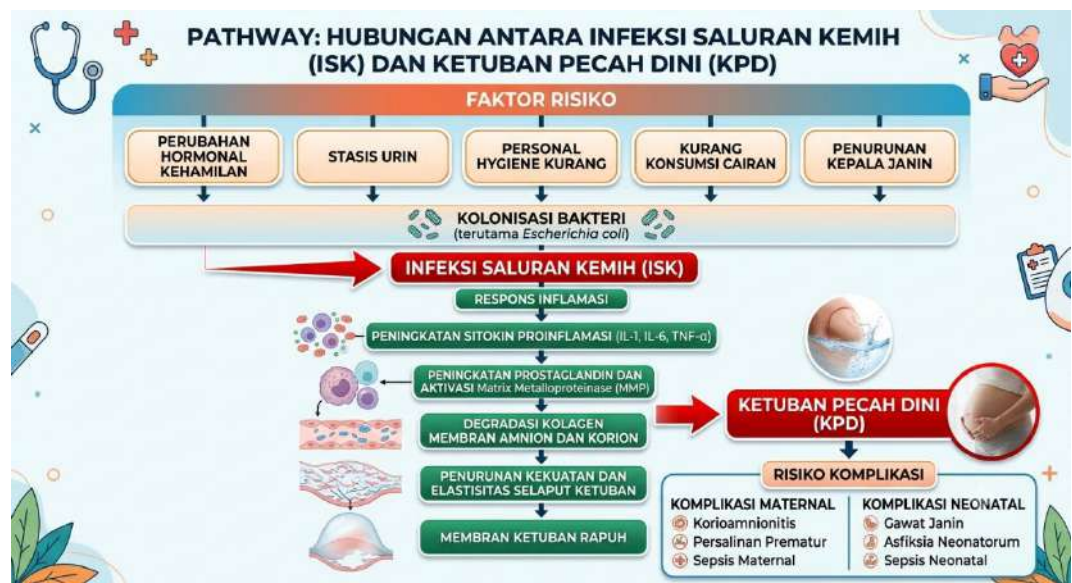 PATHWAY: HUBUNGAN ANTARA INFEKSI SALURAN KEMIH
(ISK) DAN KETUBAN PECAH DINI (KPD)
FAKTOR RISIKO
PERUBAHAN
HORMONAL
KEHAMILAN
STASIS URIN
PERSONAL
HYGIENE KURANG
KURANG
KONSUMSI CAIRAN
PENURUNAN
KEPALA JANIN
KOLONISASI BAKTERI
(terutama Escherichia coli)
INFEKSI SALURAN KEMIH (ISK)
RESPONS INFLAMASI
PENINGKATAN SITOKIN PROINFLAMASI (IL-1, IL-6, TNF-α)
PENINGKATAN PROSTAGLANDIN DAN
AKTIVASI Matrix Metalloproteinase (MMP)
DEGRADASI KOLAGEN
MEMBRAN AMNION DAN KORION
PENURUNAN KEKUATAN DAN
ELASTISITAS SELAPUT KETUBAN
MEMBRAN KETUBAN RAPUH
KETUBAN PECAH DINI
(KPD)
RISIKO KOMPLIKASI
KOMPLIKASI MATERNAL
Korioamnionitis
Persalinan Prematur
Sepsis Maternal
KOMPLIKASI NEONATAL
Gawat Janin
Asfiksia Neonatorum
Sepsis Neonatal